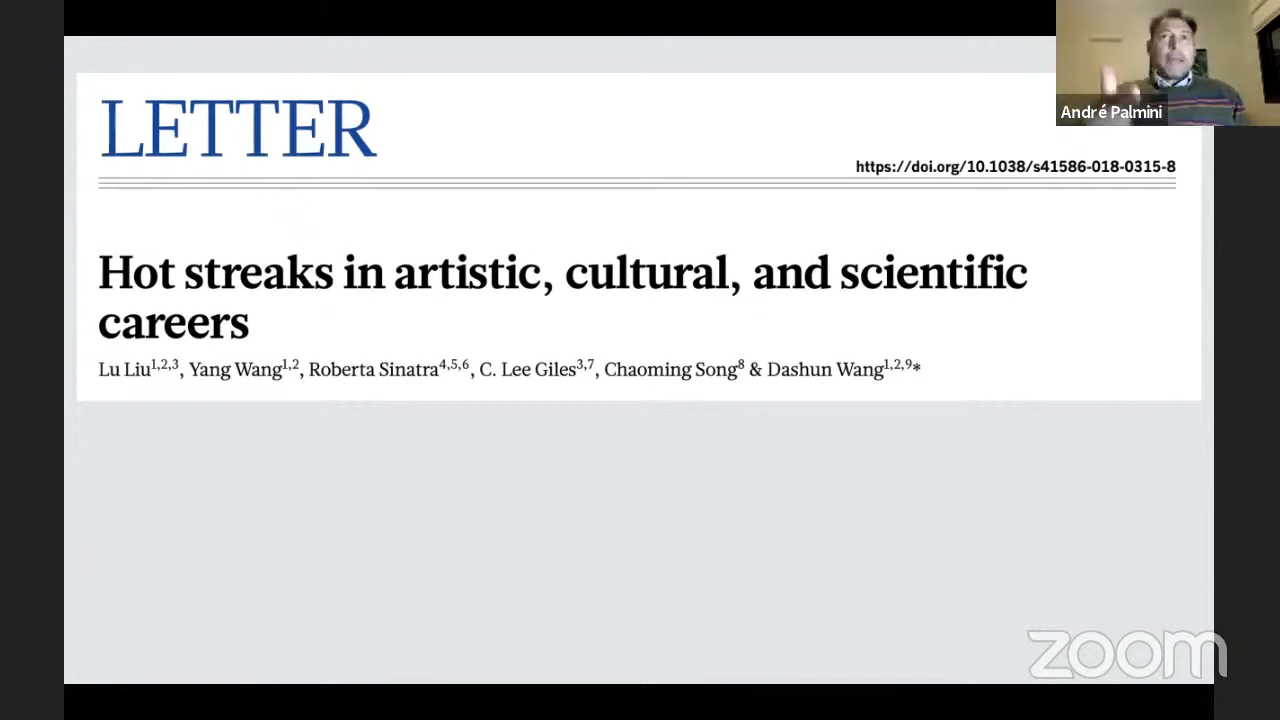 André Palmini
LETTER
https://doi.org/10.1038/s41586-018-0315-8
Hot streaks in artistic, cultural, and scientific
careers
Lu Liu1,2,3, Yang Wang1,2, Roberta Sinatra4,5,6, C. Lee Giles3,7, Chaoming Song8 & Dashun Wang1,2,9*
zoom